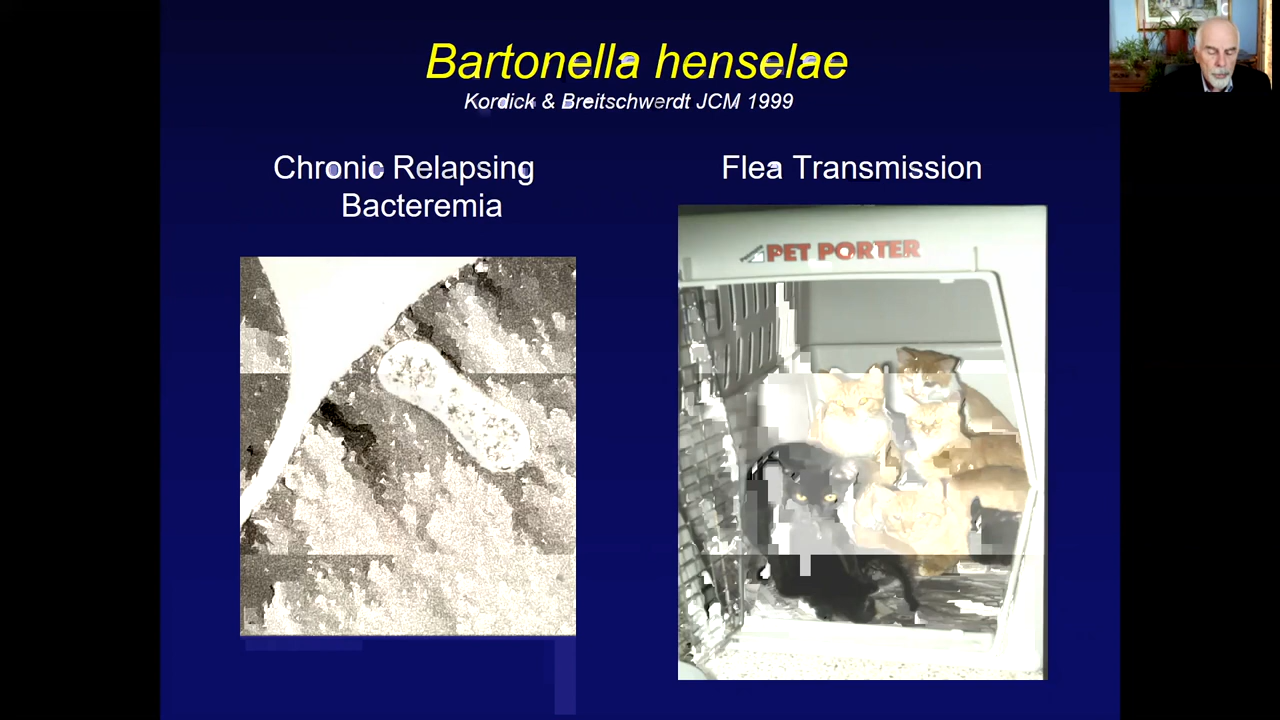 Bartonella henselae
Kordick & Breitschwerdt JCM 1999
Chronic Relapsing
Bacteremia
Flea Transmission
PET PORTER